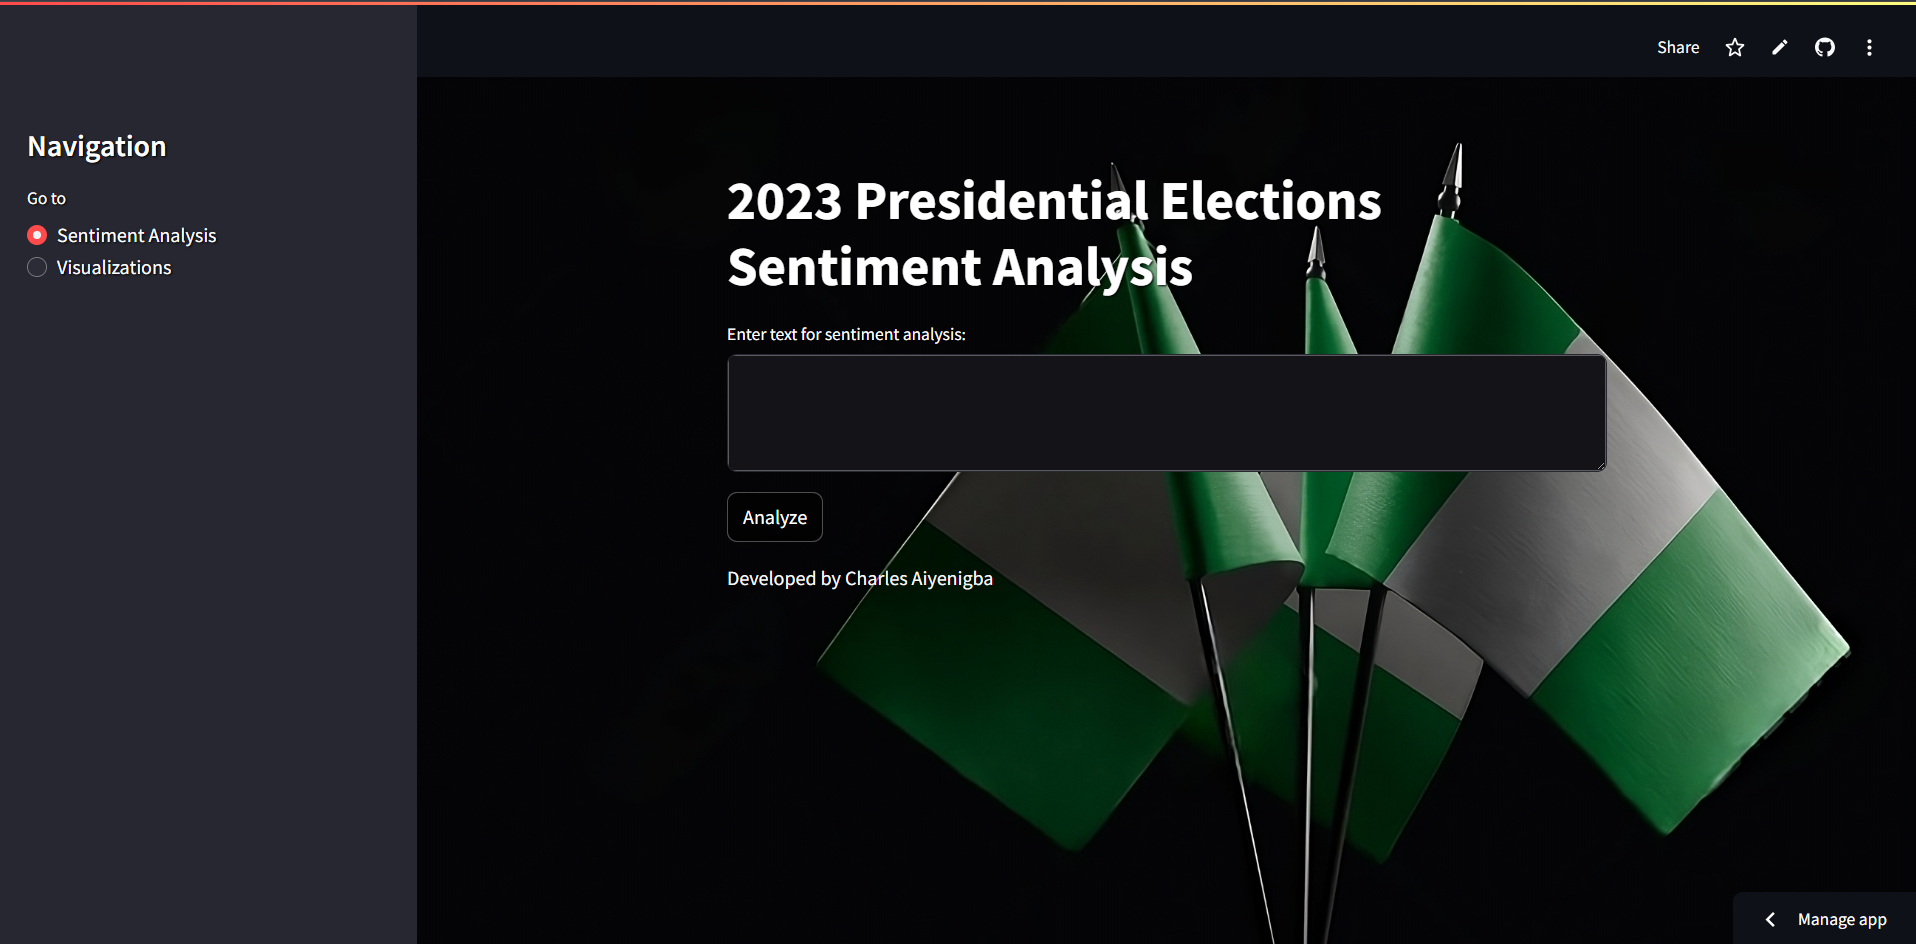 Share
Navigation
Go to
Sentiment Analysis
Visualizations
2023 Presidential Elections
Sentiment Analysis
Enter text for sentiment analysis:
Analyze
Developed by Charles Aiyenigba
Manage app